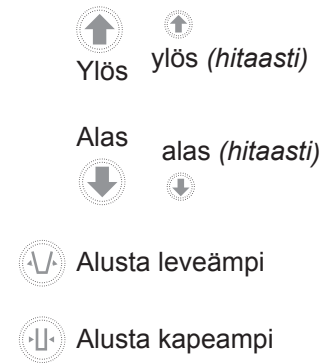 Ylös
ylös (hitaasti)
Alas
alas (hitaasti)
Alusta leveämpi
Alusta kapeampi